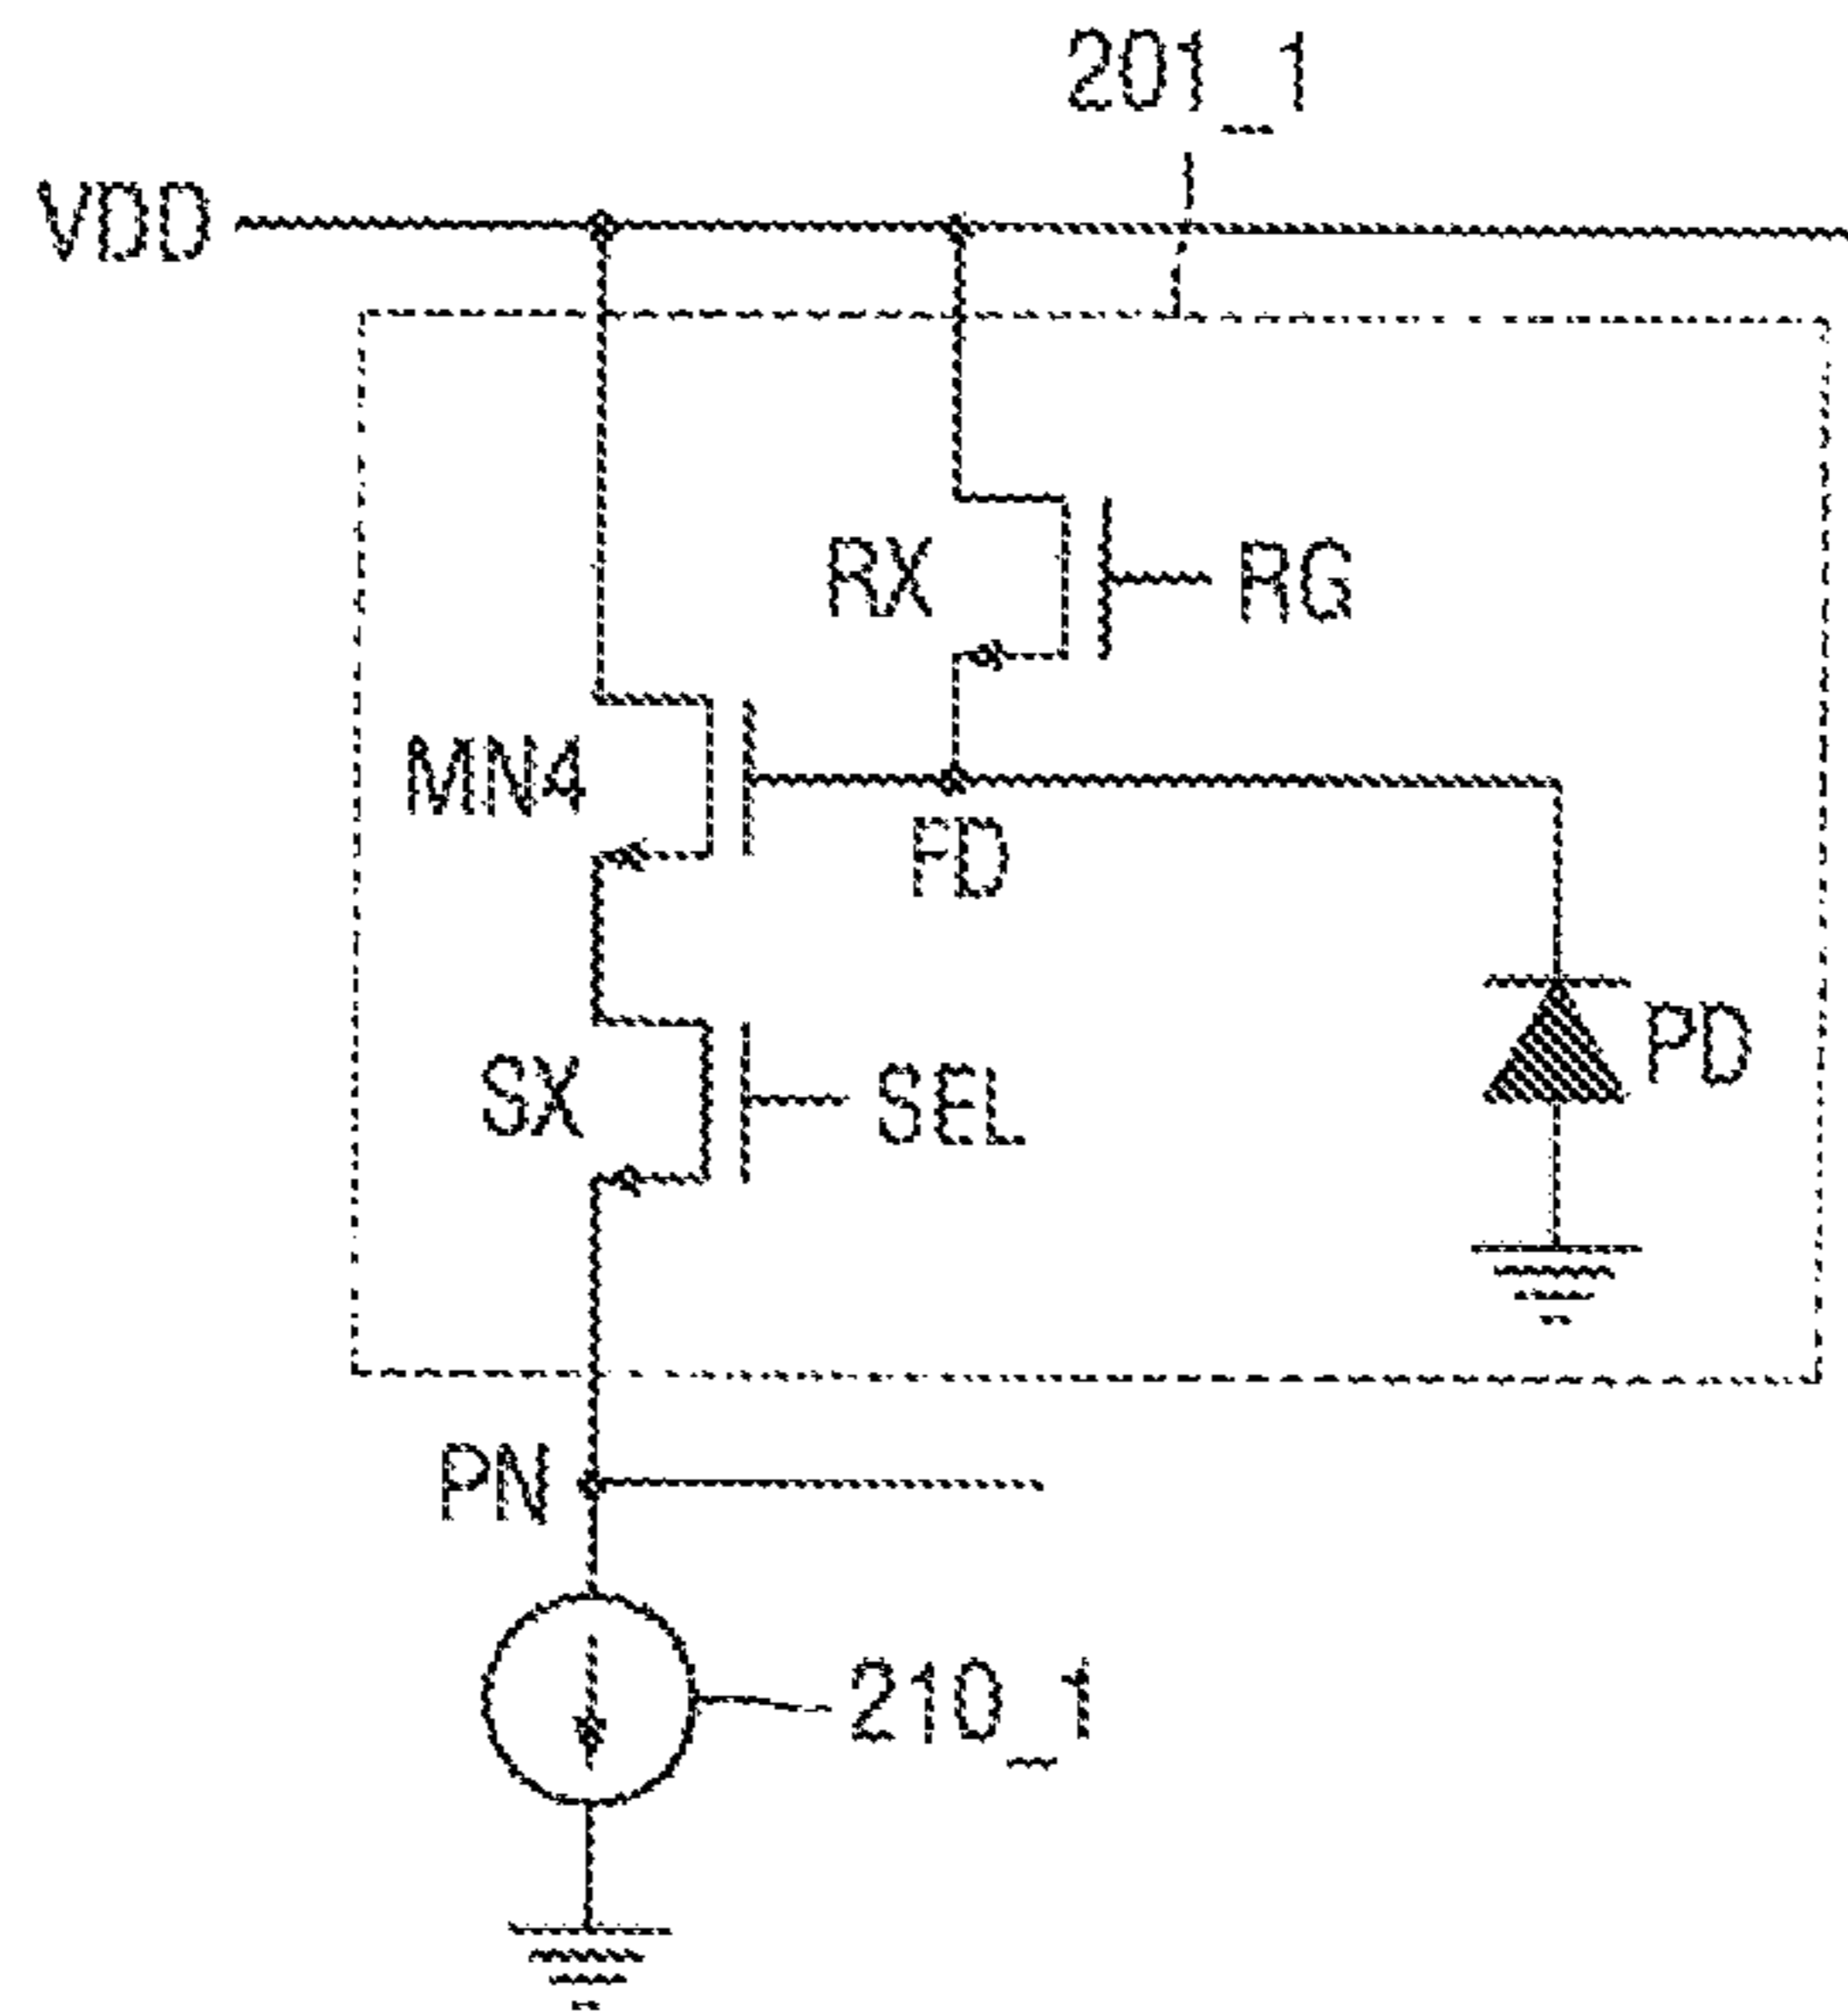 201_1
VDD
RX
RG
MN4
FD
PD
SX
SEL
PN
210_1